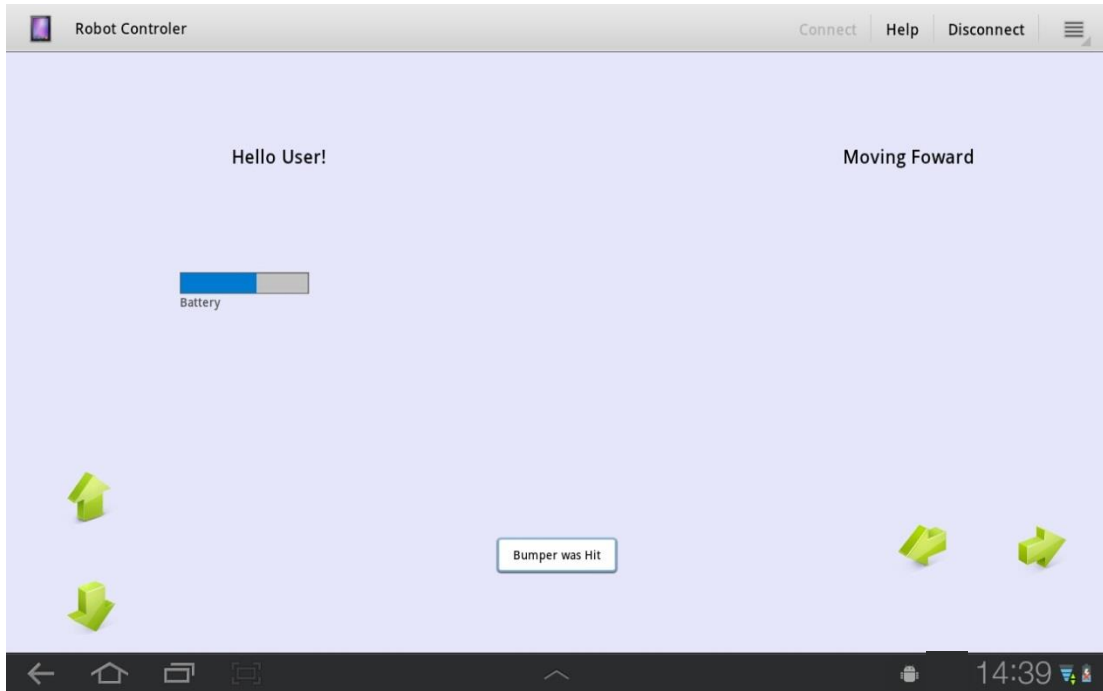 Robot Controler
Connect Help Disconnect
Hello User!
Moving Foward
Battery
Bumper was Hit
14:39